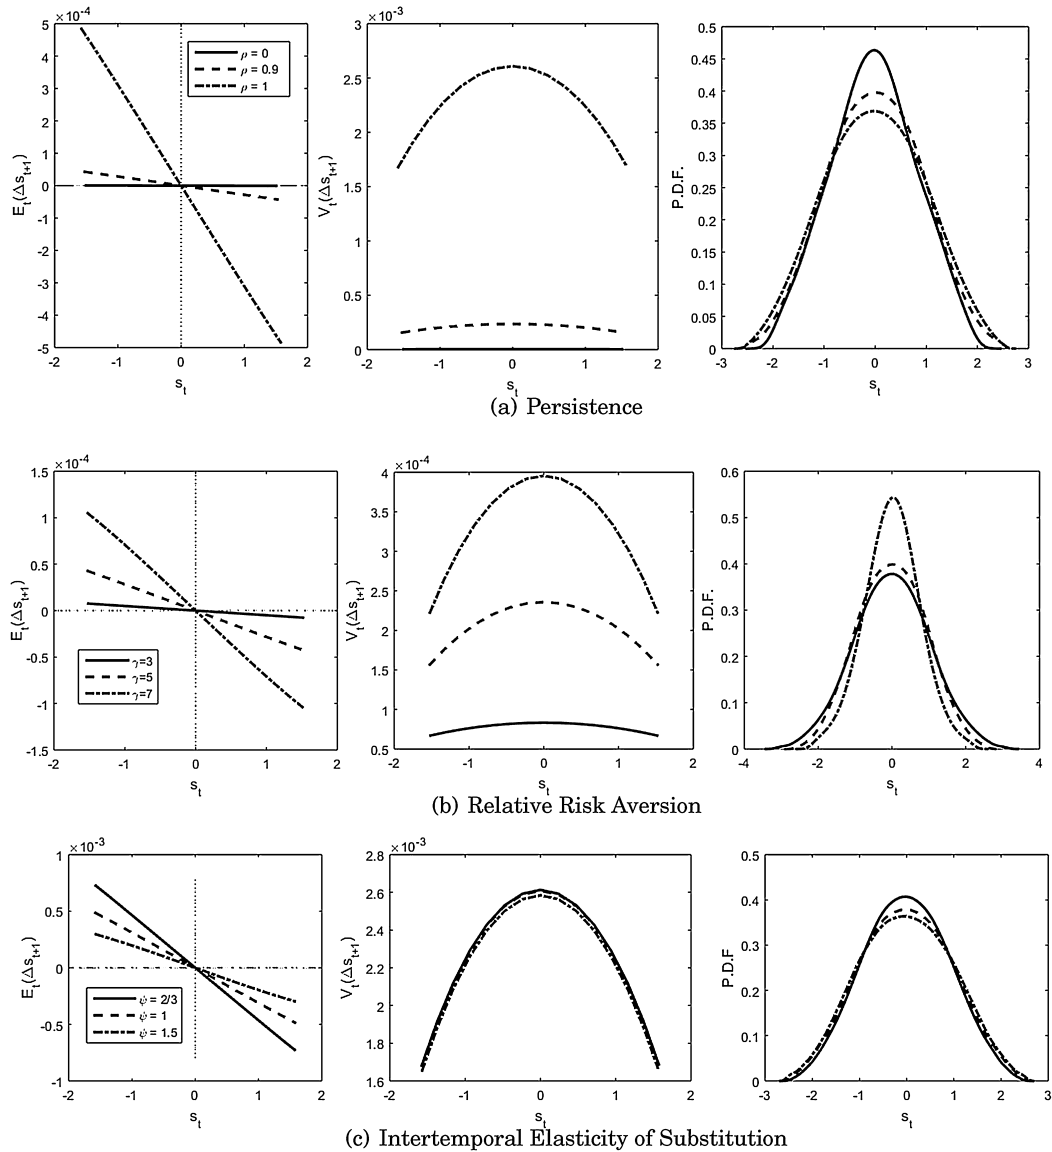 ×10⁻⁴
5
4
3
2
1
0
-1
-2
-3
-4
-5
-2 -1 0 1 2
E_t(Δs_{t+1})
s_t
ρ = 0
ρ = 0.9
ρ = 1
×10⁻³
3
2.5
2
1.5
1
0.5
0
-2 -1 0 1 2
V_t(Δs_{t+1})
s_t
0.5
0.45
0.4
0.35
0.3
0.25
0.2
0.15
0.1
0.05
0
-3 -2 -1 0 1 2 3
P.D.F.
s_t
(a) Persistence
×10⁻⁴
1.5
1
0.5
0
-0.5
-1
-1.5
-2 -1 0 1 2
E_t(Δs_{t+1})
s_t
γ=3
γ=5
γ=7
×10⁻⁴
4
3.5
3
2.5
2
1.5
1
0.5
-2 -1 0 1 2
V_t(Δs_{t+1})
s_t
0.6
0.5
0.4
0.3
0.2
0.1
0
-4 -2 0 2 4
P.D.F.
s_t
(b) Relative Risk Aversion
×10⁻³
1
0.5
0
-0.5
-1
-2 -1 0 1 2
E_t(Δs_{t+1})
s_t
ψ = 2/3
ψ = 1
ψ = 1.5
×10⁻³
2.8
2.6
2.4
2.2
2
1.8
1.6
-2 -1 0 1 2
V_t(Δs_{t+1})
s_t
0.5
0.4
0.3
0.2
0.1
0
-3 -2 -1 0 1 2 3
P.D.F
s_t
(c) Intertemporal Elasticity of Substitution